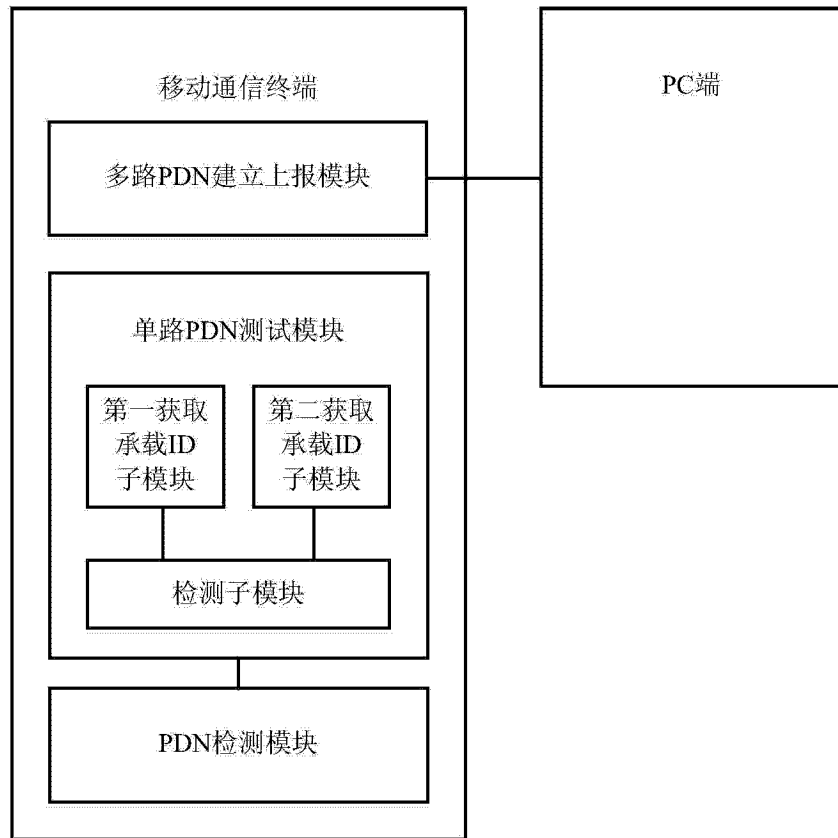 移动通信终端
PC端
多路PDN建立上报模块
单路PDN测试模块
第一获取
承载ID
子模块
第二获取
承载ID
子模块
检测子模块
PDN检测模块